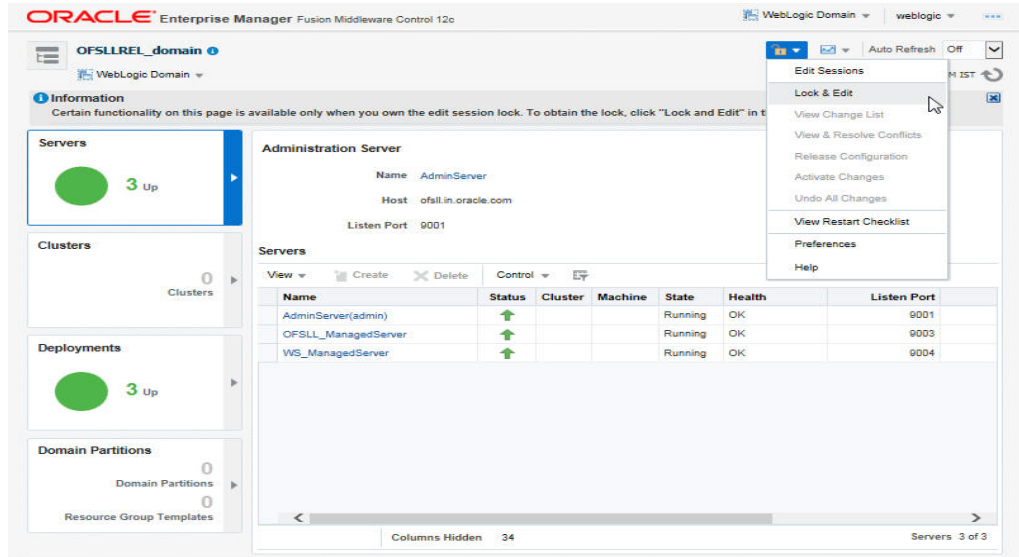 ORACLE Enterprise Manager Fusion Middleware Control 12c
WebLogic Domain weblogic
OFSLLREL_domain
WebLogic Domain
Auto Refresh Off
M IST
Edit Sessions
Lock & Edit
View Change List
View & Resolve Conflicts
Release Configuration
Activate Changes
Undo All Changes
View Restart Checklist
Preferences
Help
Information
Certain functionality on this page is available only when you own the edit session lock. To obtain the lock, click "Lock and Edit" in t
Servers
3 Up
Clusters
0
Clusters
Deployments
3 Up
Domain Partitions
0
Domain Partitions
0
Resource Group Templates
Administration Server
Name AdminServer
Host ofsll.in.oracle.com
Listen Port 9001
Servers
View Create Delete Control
Name Status Cluster Machine State Health Listen Port
AdminServer(admin) Running OK 9001
OFSLL_ManagedServer Running OK 9003
WS_ManagedServer Running OK 9004
Columns Hidden 34
Servers 3 of 3